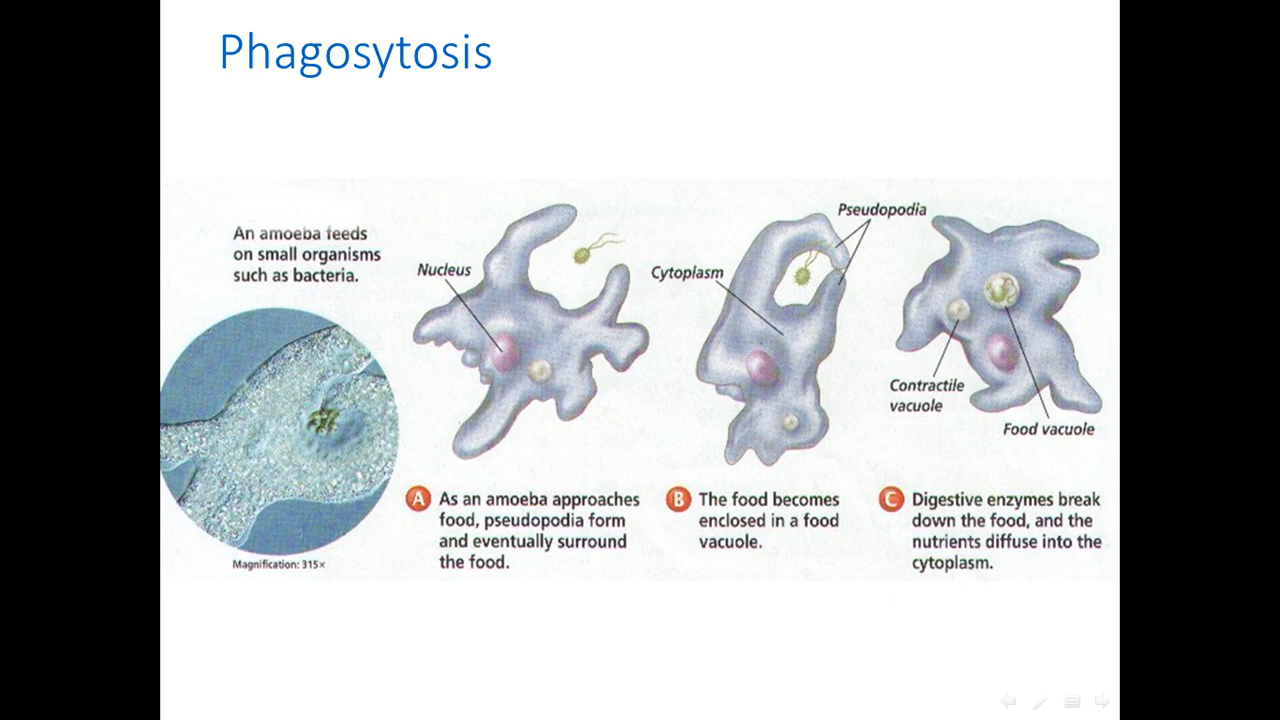 Phagosytosis
An amoeba feeds
on small organisms
such as bacteria.
Magnification: 315×
Nucleus
Cytoplasm
Pseudopodia
Contractile
vacuole
Food vacuole
A As an amoeba approaches
food, pseudopodia form
and eventually surround
the food.
B The food becomes
enclosed in a food
vacuole.
C Digestive enzymes break
down the food, and the
nutrients diffuse into the
cytoplasm.